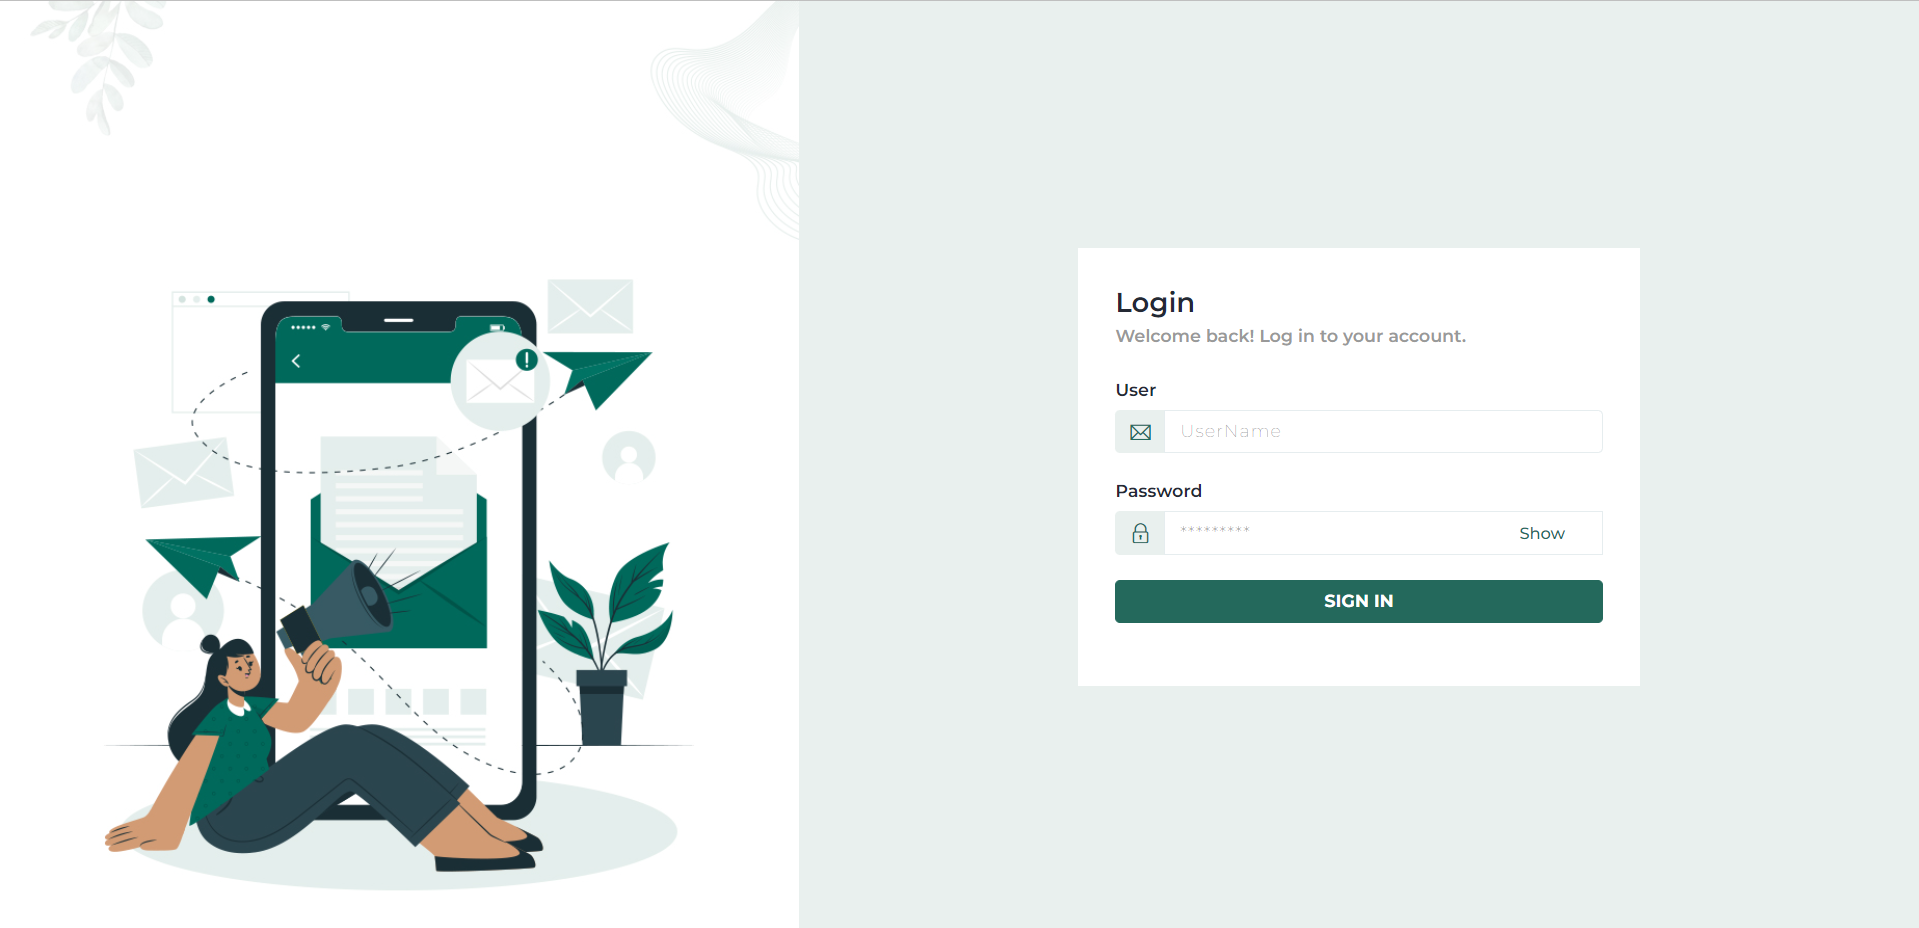 Login
Welcome back! Log in to your account.
User
UserName
Password
********* Show
SIGN IN